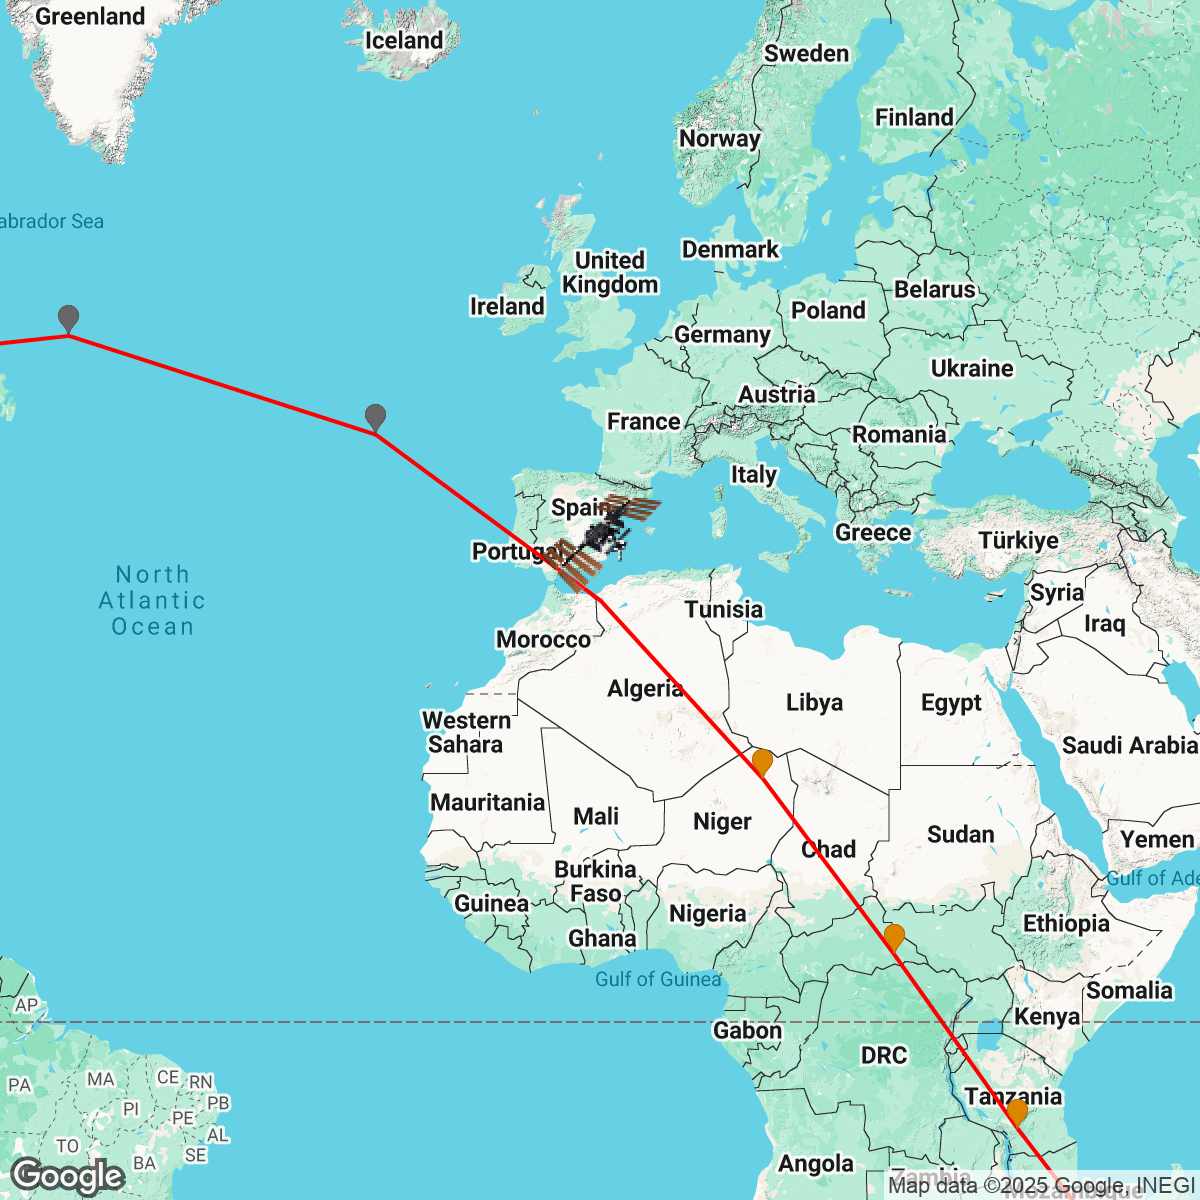 Greenland
Iceland
Sweden
Finland
Norway
abrador Sea
Denmark
United
Kingdom
Ireland
Belarus
Poland
Germany
Ukraine
Austria
France
Romania
Italy
Spain
Greece
Türkiye
Portugal
North
Atlantic
Ocean
Syria
Tunisia
Iraq
Morocco
Algeria
Libya
Egypt
Western
Sahara
Saudi Arabia
Mauritania
Mali
Niger
Sudan
Yemen
Chad
Burkina
Faso
Gulf of Ade
Guinea
Nigeria
Ethiopia
Ghana
Gulf of Guinea
Somalia
AP
Kenya
Gabon
DRC
PA
MA
CE
RN
PI
PB
PE
Tanzania
AL
TO
SE
BA
Angola
Zambia
Mozambique
Google
Map data ©2025 Google, INEGI